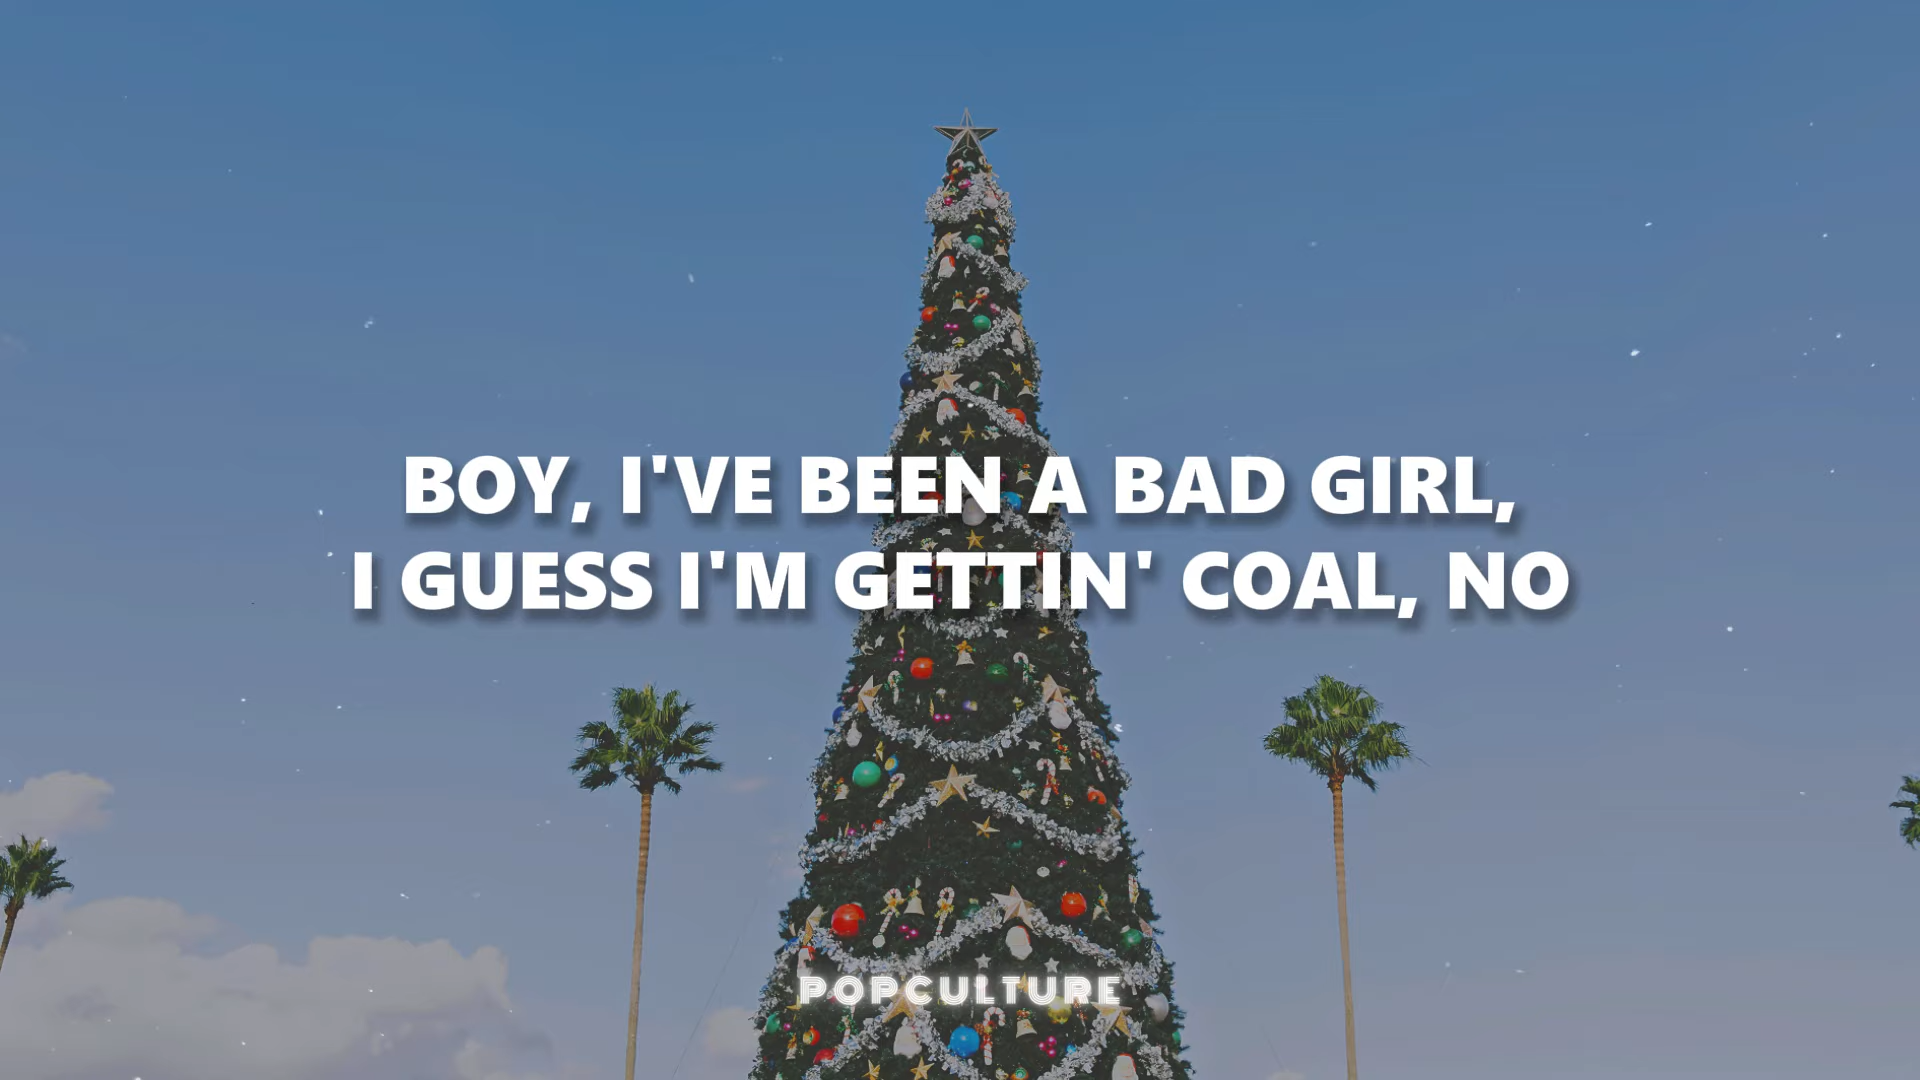 BOY, I'VE BEEN A BAD GIRL,
I GUESS I'M GETTIN' COAL, NO
POPCULTURE